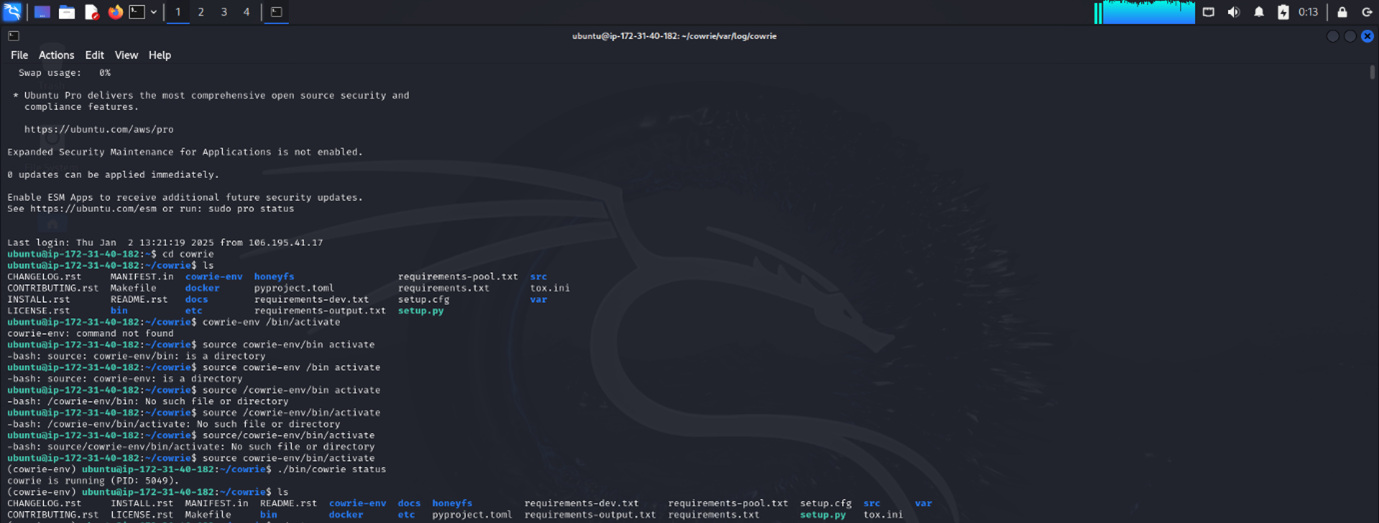 1 2 3 4 0:13
ubuntu@ip-172-31-40-182: ~/cowrie/var/log/cowrie
File Actions Edit View Help
Swap usage: 0%
* Ubuntu Pro delivers the most comprehensive open source security and
compliance features.
https://ubuntu.com/aws/pro
Expanded Security Maintenance for Applications is not enabled.
0 updates can be applied immediately.
Enable ESM Apps to receive additional future security updates.
See https://ubuntu.com/esm or run: sudo pro status
Last login: Thu Jan 2 13:21:19 2025 from 106.195.41.17
ubuntu@ip-172-31-40-182:~$ cd cowrie
ubuntu@ip-172-31-40-182:~/cowrie$ ls
CHANGELOG.rst MANIFEST.in cowrie-env honeyfs requirements-pool.txt src
CONTRIBUTING.rst Makefile docker pyproject.toml requirements.txt tox.ini
INSTALL.rst README.rst docs requirements-dev.txt setup.cfg var
LICENSE.rst bin etc requirements-output.txt setup.py
ubuntu@ip-172-31-40-182:~/cowrie$ cowrie-env /bin/activate
cowrie-env: command not found
ubuntu@ip-172-31-40-182:~/cowrie$ source cowrie-env/bin activate
-bash: source: cowrie-env/bin: is a directory
ubuntu@ip-172-31-40-182:~/cowrie$ source cowrie-env /bin activate
-bash: source: cowrie-env: is a directory
ubuntu@ip-172-31-40-182:~/cowrie$ source /cowrie-env/bin activate
-bash: /cowrie-env/bin: No such file or directory
ubuntu@ip-172-31-40-182:~/cowrie$ source /cowrie-env/bin/activate
-bash: /cowrie-env/bin/activate: No such file or directory
ubuntu@ip-172-31-40-182:~/cowrie$ source/cowrie-env/bin/activate
-bash: source/cowrie-env/bin/activate: No such file or directory
ubuntu@ip-172-31-40-182:~/cowrie$ source cowrie-env/bin/activate
(cowrie-env) ubuntu@ip-172-31-40-182:~/cowrie$ ./bin/cowrie status
cowrie is running (PID: 5049).
(cowrie-env) ubuntu@ip-172-31-40-182:~/cowrie$ ls
CHANGELOG.rst INSTALL.rst MANIFEST.in README.rst cowrie-env docs honeyfs requirements-dev.txt requirements-pool.txt setup.cfg src var
CONTRIBUTING.rst LICENSE.rst Makefile bin docker etc pyproject.toml requirements-output.txt requirements.txt setup.py tox.ini